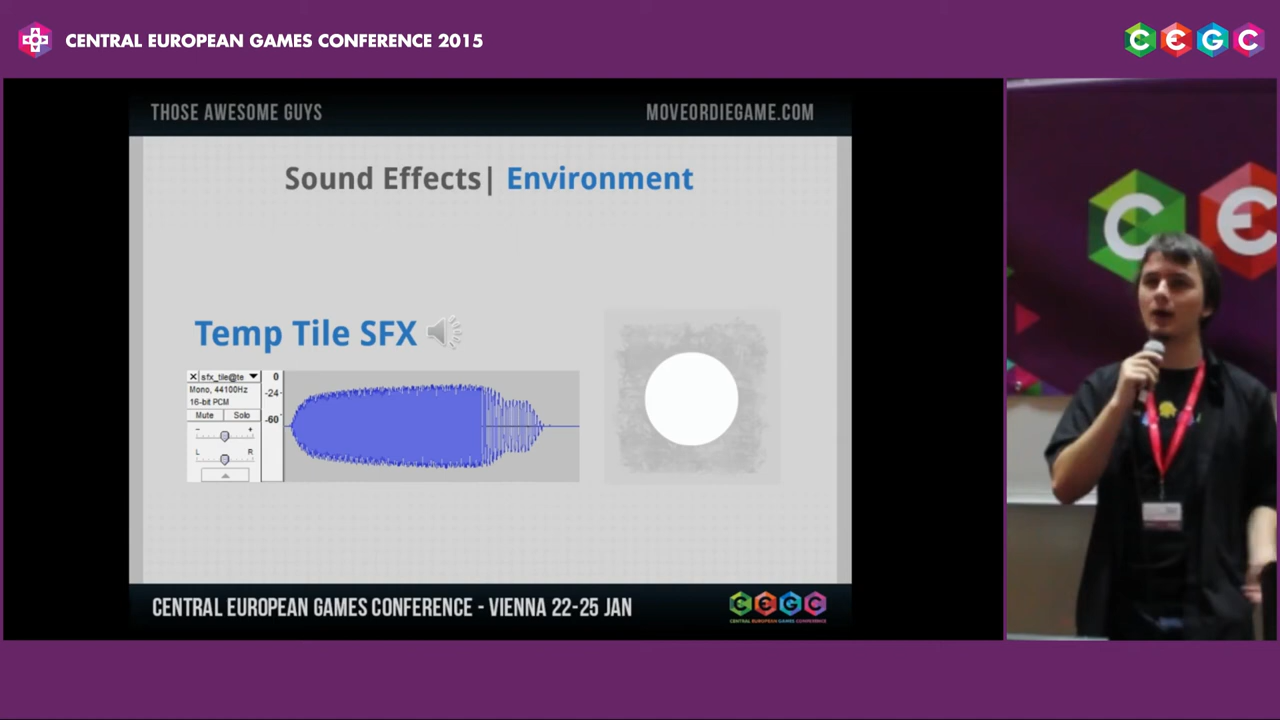 CENTRAL EUROPEAN GAMES CONFERENCE 2015
C E G C
THOSE AWESOME GUYS
MOVEORDIEGAME.COM
Sound Effects| Environment
Temp Tile SFX
sfx_tile@te
Mono, 44100Hz
16-bit PCM
Mute Solo
- +
L R
0
-24-
-60-
CENTRAL EUROPEAN GAMES CONFERENCE - VIENNA 22-25 JAN
C E G C
CENTRAL EUROPEAN GAMES CONFERENCE
C E